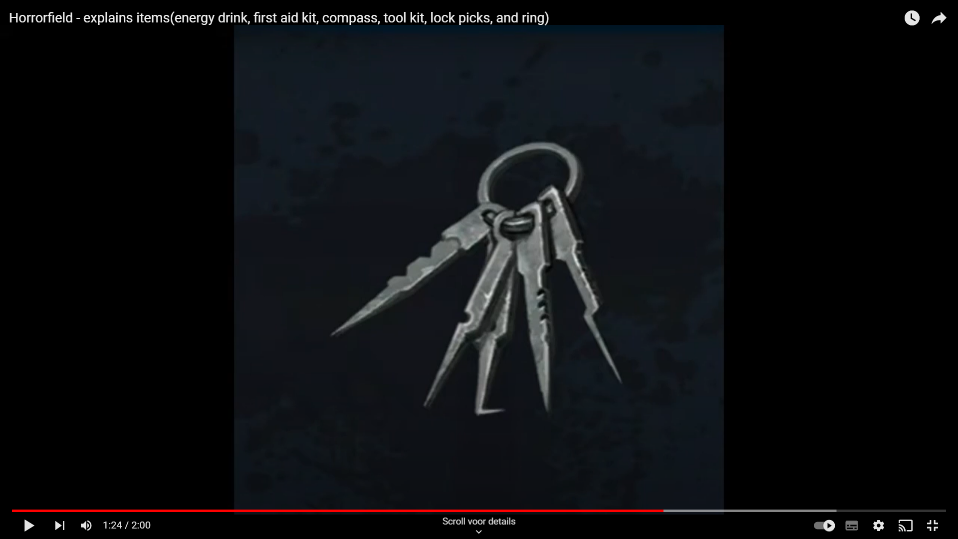 Horrorfield - explains items(energy drink, first aid kit, compass, tool kit, lock picks, and ring)
1:24 / 2:00
Scroll voor details